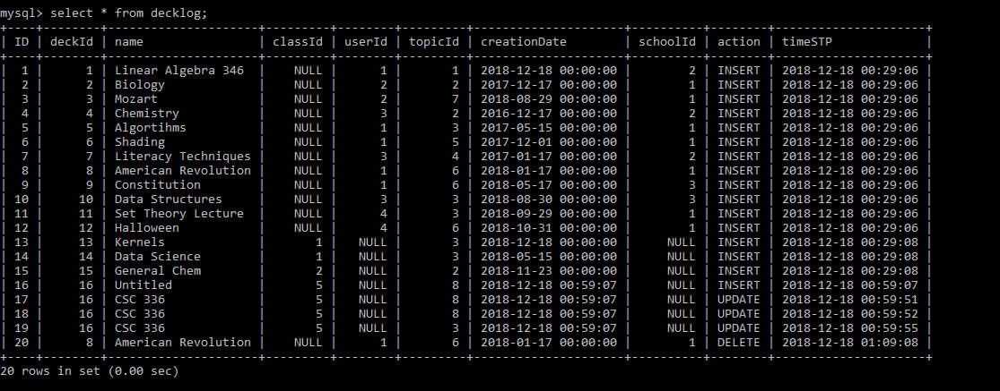 mysql> select * from decklog;
+----+--------+---------------------+---------+--------+---------+---------------------+----------+--------+---------------------+
| ID | deckId | name                | classId | userId | topicId | creationDate        | schoolId | action | timeSTP             |
+----+--------+---------------------+---------+--------+---------+---------------------+----------+--------+---------------------+
|  1 |      1 | Linear Algebra 346  |    NULL |      1 |       1 | 2018-12-18 00:00:00 |        2 | INSERT | 2018-12-18 00:29:06 |
|  2 |      2 | Biology             |    NULL |      2 |       2 | 2017-12-17 00:00:00 |        1 | INSERT | 2018-12-18 00:29:06 |
|  3 |      3 | Mozart              |    NULL |      2 |       7 | 2018-08-29 00:00:00 |        1 | INSERT | 2018-12-18 00:29:06 |
|  4 |      4 | Chemistry           |    NULL |      3 |       2 | 2016-12-17 00:00:00 |        2 | INSERT | 2018-12-18 00:29:06 |
|  5 |      5 | Algortihms          |    NULL |      1 |       3 | 2017-05-15 00:00:00 |        1 | INSERT | 2018-12-18 00:29:06 |
|  6 |      6 | Shading             |    NULL |      1 |       5 | 2017-12-01 00:00:00 |        1 | INSERT | 2018-12-18 00:29:06 |
|  7 |      7 | Literacy Techniques |    NULL |      3 |       4 | 2017-01-17 00:00:00 |        2 | INSERT | 2018-12-18 00:29:06 |
|  8 |      8 | American Revolution |    NULL |      1 |       6 | 2018-01-17 00:00:00 |        1 | INSERT | 2018-12-18 00:29:06 |
|  9 |      9 | Constitution        |    NULL |      1 |       6 | 2018-05-17 00:00:00 |        3 | INSERT | 2018-12-18 00:29:06 |
| 10 |     10 | Data Structures     |    NULL |      3 |       3 | 2018-08-30 00:00:00 |        3 | INSERT | 2018-12-18 00:29:06 |
| 11 |     11 | Set Theory Lecture  |    NULL |      4 |       3 | 2018-09-29 00:00:00 |        1 | INSERT | 2018-12-18 00:29:06 |
| 12 |     12 | Halloween           |    NULL |      4 |       6 | 2018-10-31 00:00:00 |        1 | INSERT | 2018-12-18 00:29:06 |
| 13 |     13 | Kernels             |       1 |   NULL |       3 | 2018-12-18 00:00:00 |     NULL | INSERT | 2018-12-18 00:29:08 |
| 14 |     14 | Data Science        |       1 |   NULL |       3 | 2018-05-15 00:00:00 |     NULL | INSERT | 2018-12-18 00:29:08 |
| 15 |     15 | General Chem        |       2 |   NULL |       2 | 2018-11-23 00:00:00 |     NULL | INSERT | 2018-12-18 00:29:08 |
| 16 |     16 | Untitled            |       5 |   NULL |       8 | 2018-12-18 00:59:07 |     NULL | INSERT | 2018-12-18 00:59:07 |
| 17 |     16 | CSC 336             |       5 |   NULL |       8 | 2018-12-18 00:59:07 |     NULL | UPDATE | 2018-12-18 00:59:51 |
| 18 |     16 | CSC 336             |       5 |   NULL |       8 | 2018-12-18 00:59:07 |     NULL | UPDATE | 2018-12-18 00:59:52 |
| 19 |     16 | CSC 336             |       5 |   NULL |       3 | 2018-12-18 00:59:07 |     NULL | UPDATE | 2018-12-18 00:59:55 |
| 20 |      8 | American Revolution |    NULL |      1 |       6 | 2018-01-17 00:00:00 |        1 | DELETE | 2018-12-18 01:09:08 |
+----+--------+---------------------+---------+--------+---------+---------------------+----------+--------+---------------------+
20 rows in set (0.00 sec)